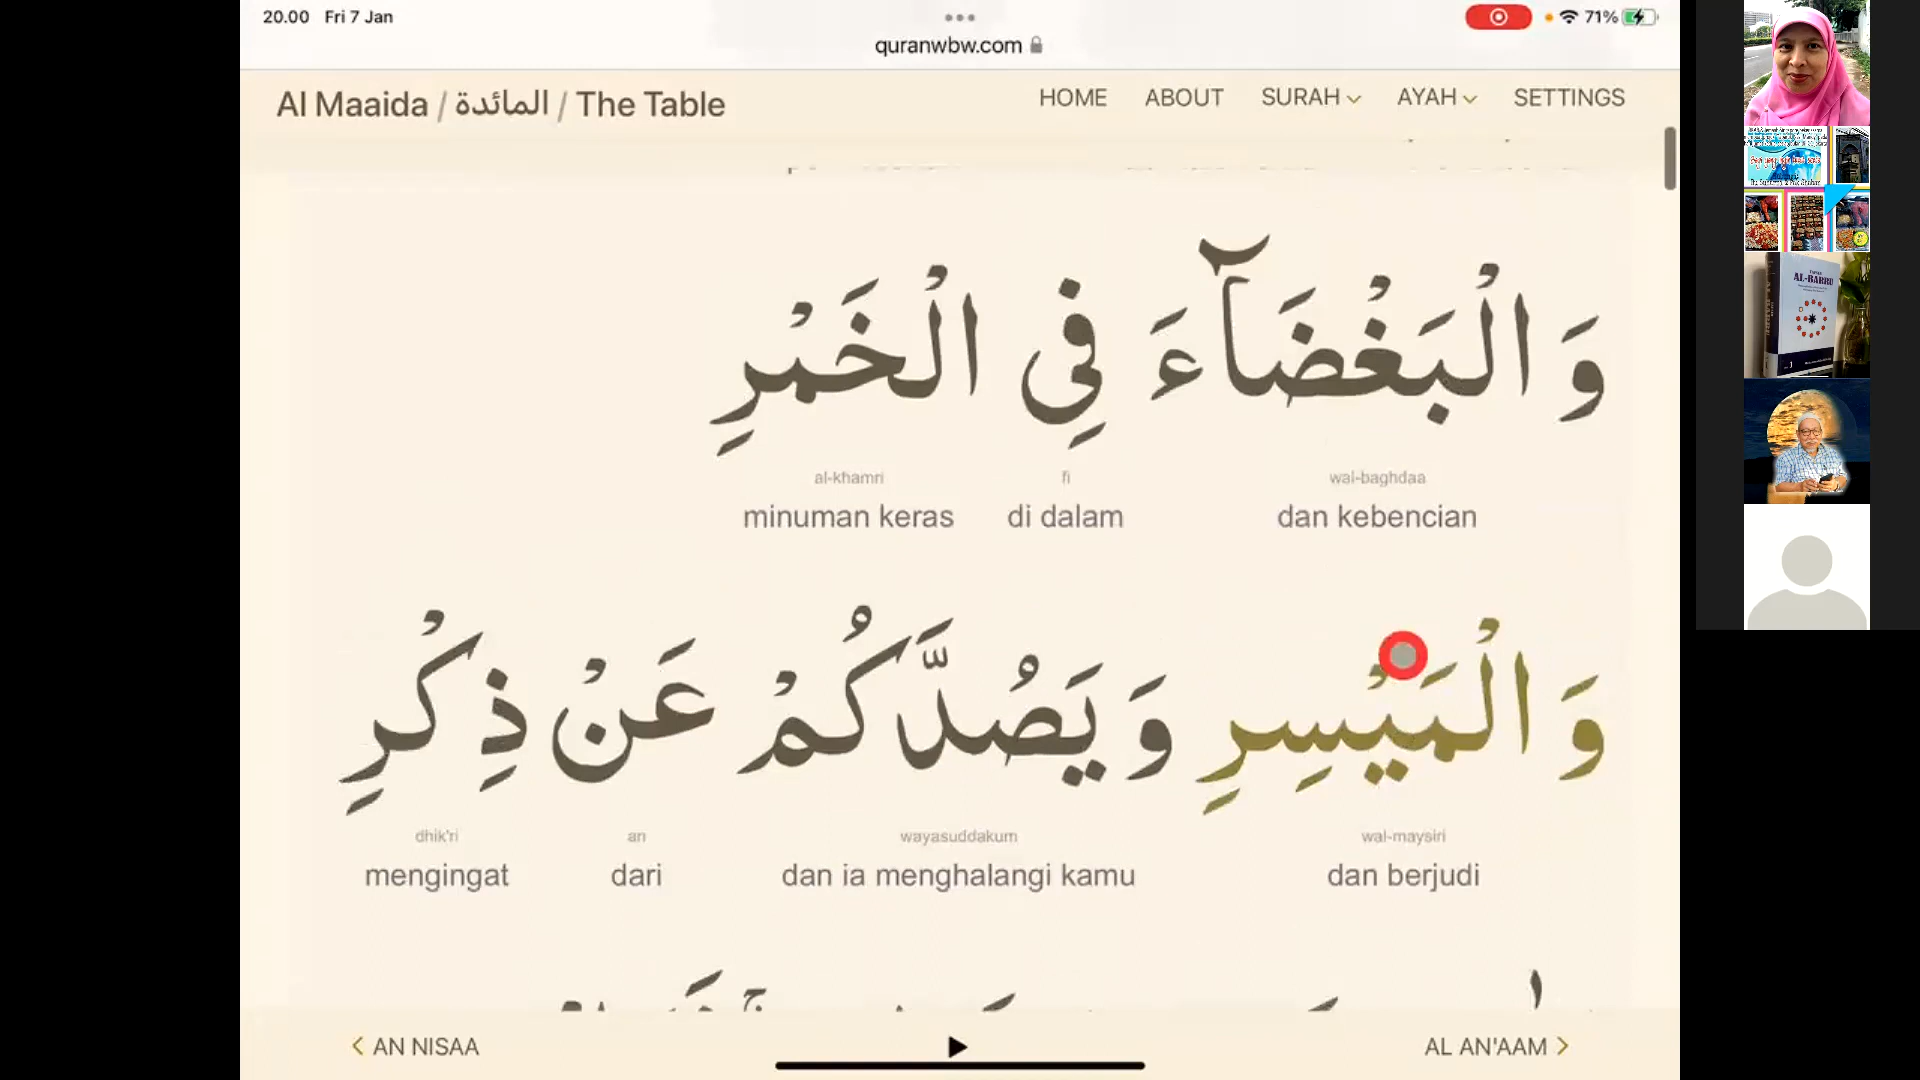 20.00 Fri 7 Jan
71%
quranwbw.com
Al Maaida / المائدة / The Table
HOME ABOUT SURAH AYAH SETTINGS
وَالْبَغْضَآءَ فِي الْخَمْرِ
wal-baghdaa fi al-khamri
dan kebencian di dalam minuman keras
وَالْمَيْسِرِ وَيَصُدَّكُمْ عَنْ ذِكْرِ
wal-maysiri wayasuddakum an dhik'ri
dan berjudi dan ia menghalangi kamu dari mengingat
AN NISAA
AL AN'AAM
AL-BARRU